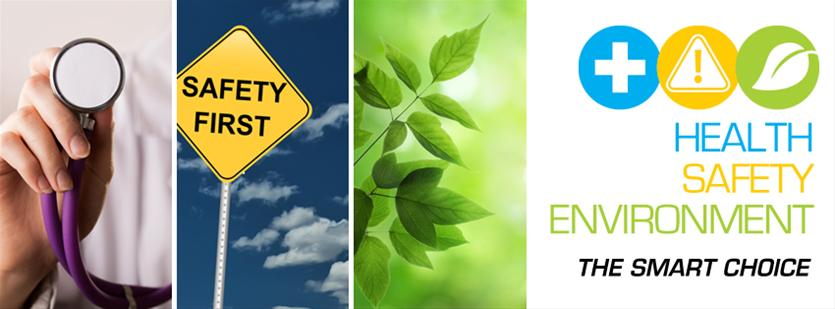 SAFETY
FIRST
HEALTH
SAFETY
ENVIRONMENT
THE SMART CHOICE